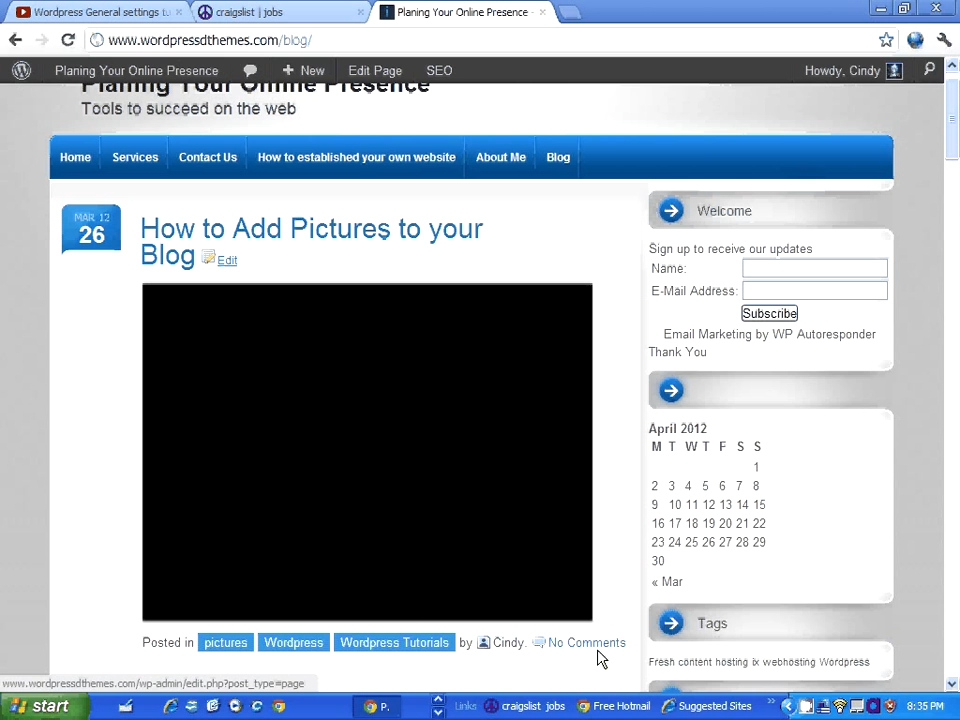 Wordpress General settings tu
craigslist | jobs
Planing Your Online Presence -
www.wordpressdthemes.com/blog/
Planing Your Online Presence
New
Edit Page
SEO
Howdy, Cindy
Planing Your Online Presence
Tools to succeed on the web
Home
Services
Contact Us
How to established your own website
About Me
Blog
MAR 12
26
How to Add Pictures to your
Blog Edit
Posted in pictures Wordpress Wordpress Tutorials by Cindy. No Comments
Welcome
Sign up to receive our updates
Name:
E-Mail Address:
Subscribe
Email Marketing by WP Autoresponder
Thank You
April 2012
M T W T F S S
1
2 3 4 5 6 7 8
9 10 11 12 13 14 15
16 17 18 19 20 21 22
23 24 25 26 27 28 29
30
« Mar
Tags
Fresh content hosting ix webhosting Wordpress
www.wordpressdthemes.com/wp-admin/edit.php?post_type=page
start
P.
Links
craigslist jobs
Free Hotmail
Suggested Sites
8:35 PM